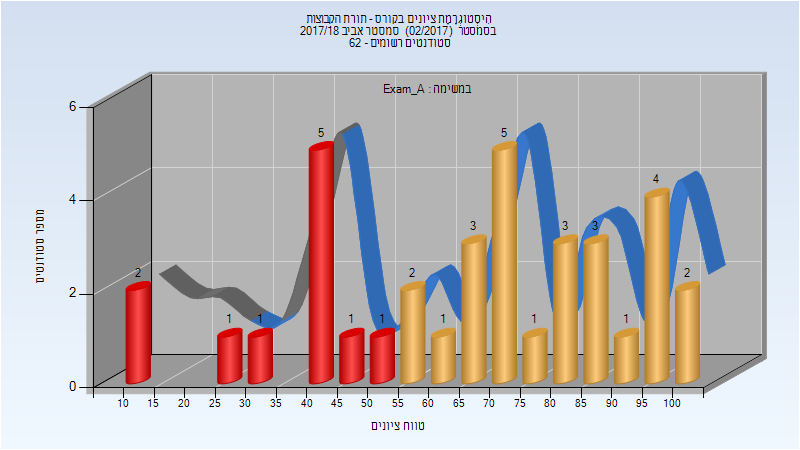 היסטוגרמת ציונים בקורס - תורת הקבוצות
בסמסטר (02/2017) סמסטר אביב 2017/18
סטודנטים רשומים - 62
במשימה : Exam_A
מספר סטודנטים
6
4
2
0
2
1
1
5
1
1
2
1
3
5
1
3
3
1
4
2
10 15 20 25 30 35 40 45 50 55 60 65 70 75 80 85 90 95 100
טווח ציונים